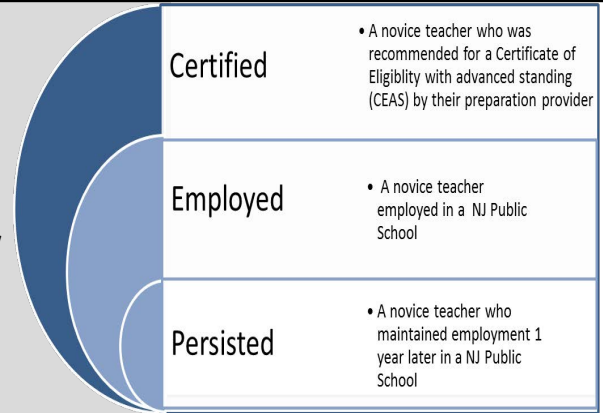 Certified
• A novice teacher who was
recommended for a Certificate of
Eligiblity with advanced standing
(CEAS) by their preparation provider
Employed
• A novice teacher
employed in a NJ Public
School
Persisted
• A novice teacher who
maintained employment 1
year later in a NJ Public
School